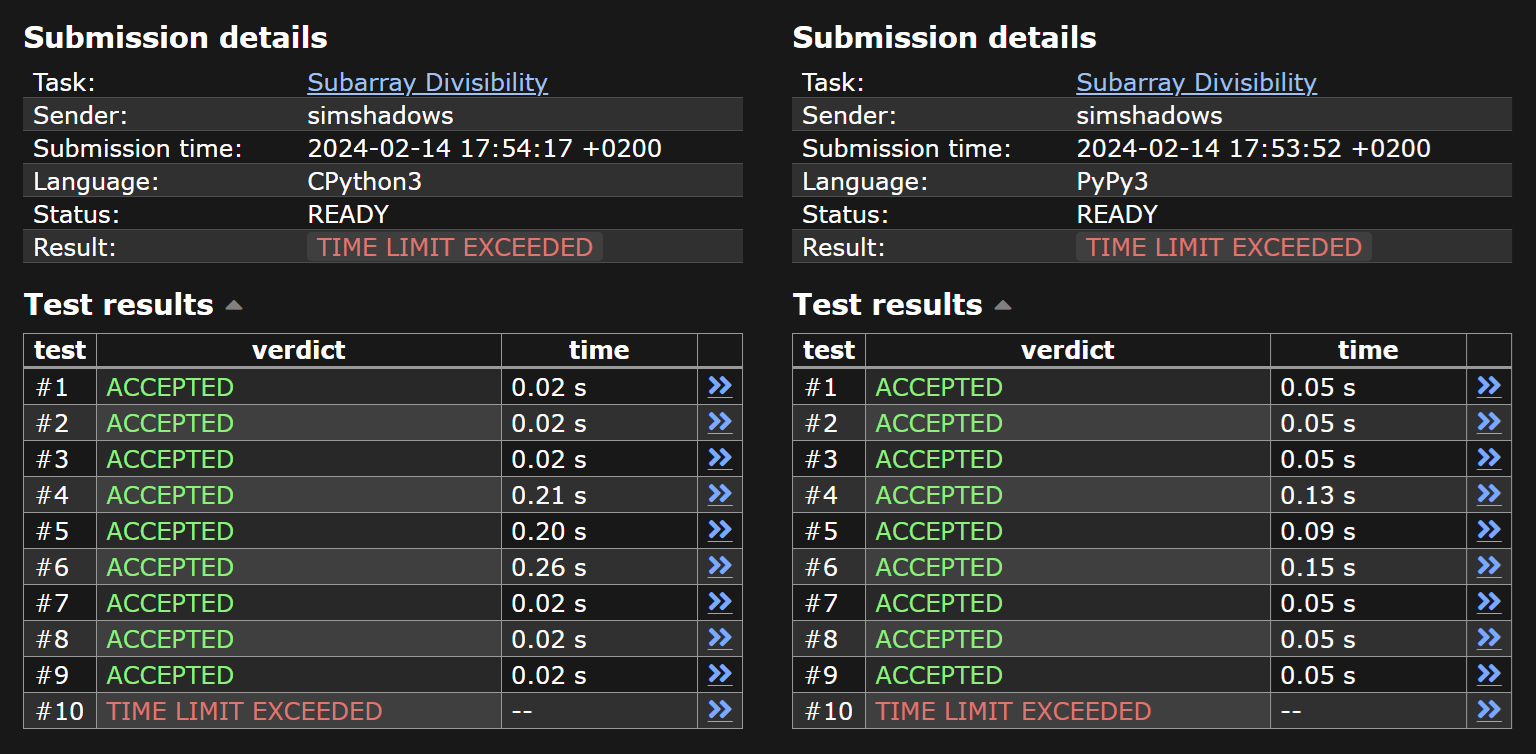 Submission details
Task: Subarray Divisibility
Sender: simshadows
Submission time: 2024-02-14 17:54:17 +0200
Language: CPython3
Status: READY
Result: TIME LIMIT EXCEEDED
Test results
test verdict time
#1 ACCEPTED 0.02 s
#2 ACCEPTED 0.02 s
#3 ACCEPTED 0.02 s
#4 ACCEPTED 0.21 s
#5 ACCEPTED 0.20 s
#6 ACCEPTED 0.26 s
#7 ACCEPTED 0.02 s
#8 ACCEPTED 0.02 s
#9 ACCEPTED 0.02 s
#10 TIME LIMIT EXCEEDED --
Submission details
Task: Subarray Divisibility
Sender: simshadows
Submission time: 2024-02-14 17:53:52 +0200
Language: PyPy3
Status: READY
Result: TIME LIMIT EXCEEDED
Test results
test verdict time
#1 ACCEPTED 0.05 s
#2 ACCEPTED 0.05 s
#3 ACCEPTED 0.05 s
#4 ACCEPTED 0.13 s
#5 ACCEPTED 0.09 s
#6 ACCEPTED 0.15 s
#7 ACCEPTED 0.05 s
#8 ACCEPTED 0.05 s
#9 ACCEPTED 0.05 s
#10 TIME LIMIT EXCEEDED --